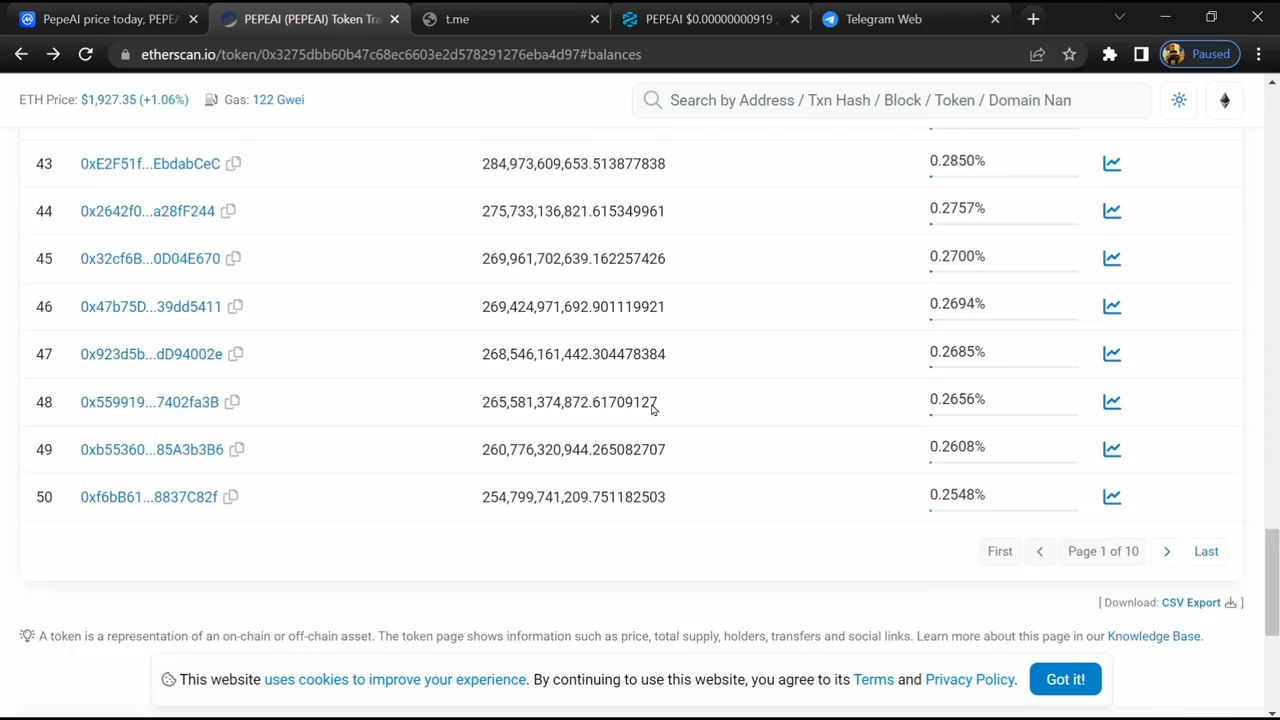 PepeAI price today, PEPEA
PEPEAI (PEPEAI) Token Tra
t.me
PEPEAI $0.00000000919
Telegram Web
etherscan.io/token/0x3275dbb60b47c68ec6603e2d578291276eba4d97#balances
Paused
ETH Price: $1,927.35 (+1.06%) Gas: 122 Gwei
Search by Address / Txn Hash / Block / Token / Domain Nam
43 0xE2F51f...EbdabCeC 284,973,609,653.513877838 0.2850%
44 0x2642f0...a28fF244 275,733,136,821.615349961 0.2757%
45 0x32cf6B...0D04E670 269,961,702,639.162257426 0.2700%
46 0x47b75D...39dd5411 269,424,971,692.901119921 0.2694%
47 0x923d5b...dD94002e 268,546,161,442.304478384 0.2685%
48 0x559919...7402fa3B 265,581,374,872.61709127 0.2656%
49 0xb55360...85A3b3B6 260,776,320,944.265082707 0.2608%
50 0xf6bB61...8837C82f 254,799,741,209.751182503 0.2548%
First Page 1 of 10 Last
[ Download: CSV Export ]
A token is a representation of an on-chain or off-chain asset. The token page shows information such as price, total supply, holders, transfers and social links. Learn more about this page in our Knowledge Base.
This website uses cookies to improve your experience. By continuing to use this website, you agree to its Terms and Privacy Policy.
Got it!